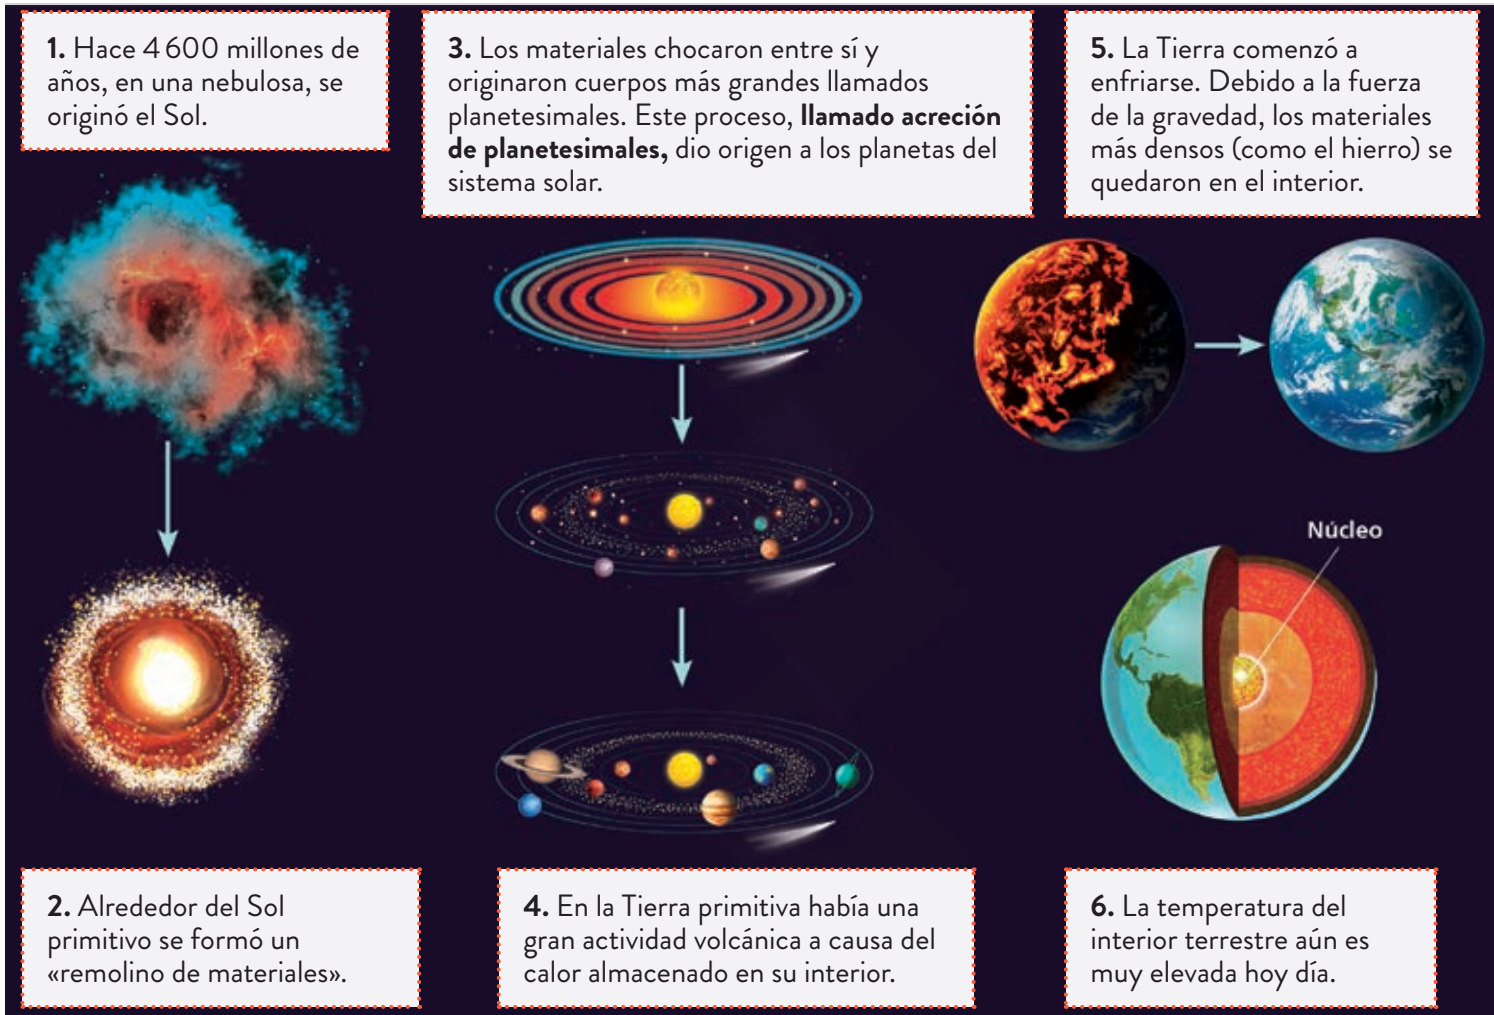 1. Hace 4 600 millones de
años, en una nebulosa, se
originó el Sol.
2. Alrededor del Sol
primitivo se formó un
«remolino de materiales».
3. Los materiales chocaron entre sí y
originaron cuerpos más grandes llamados
planetesimales. Este proceso, llamado acreción
de planetesimales, dio origen a los planetas del
sistema solar.
4. En la Tierra primitiva había una
gran actividad volcánica a causa del
calor almacenado en su interior.
5. La Tierra comenzó a
enfriarse. Debido a la fuerza
de la gravedad, los materiales
más densos (como el hierro) se
quedaron en el interior.
Núcleo
6. La temperatura del
interior terrestre aún es
muy elevada hoy día.